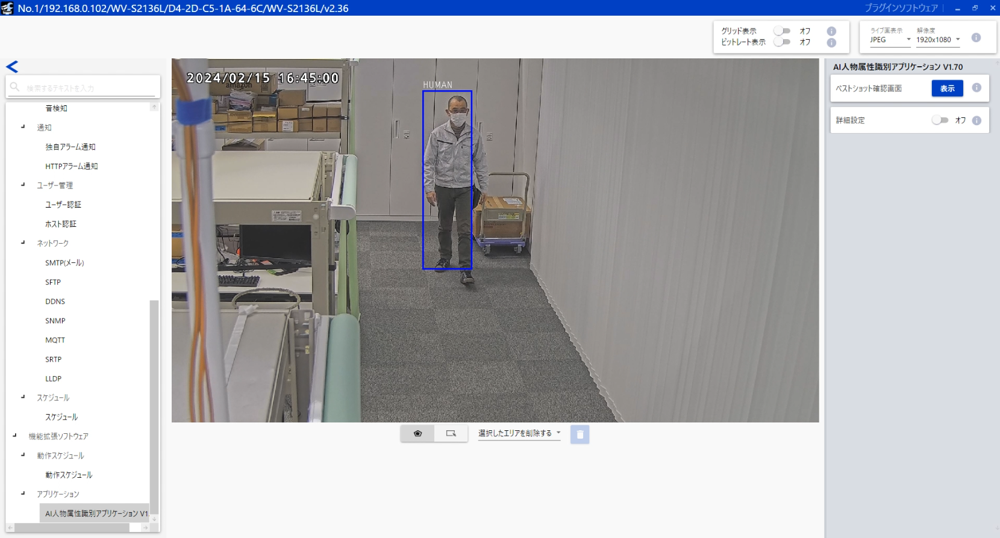 No.1/192.168.0.102/WV-S2136L/D4-2D-C5-1A-64-6C/WV-S2136L/v2.36
プラグインソフトウェア
グリッド表示 オフ
ビットレート表示 オフ
ライブ画表示 解像度
JPEG 1920x1080
検索するテキストを入力
音検知
通知
独自アラーム通知
HTTPアラーム通知
ユーザー管理
ユーザー認証
ホスト認証
ネットワーク
SMTP(メール)
SFTP
DDNS
SNMP
MQTT
SRTP
LLDP
スケジュール
スケジュール
機能拡張ソフトウェア
動作スケジュール
動作スケジュール
アプリケーション
AI人物属性識別アプリケーション V1.
2024/02/15 16:45:00
amazon
HUMAN
選択したエリアを削除する
AI人物属性識別アプリケーション V1.70
ベストショット確認画面 表示
詳細設定 オフ